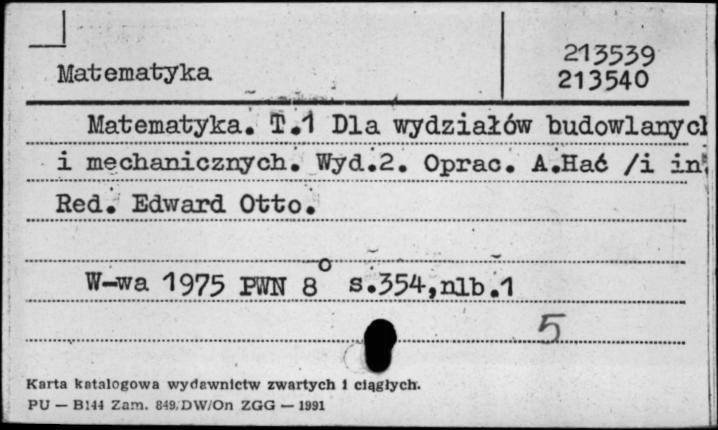 213539
Matematyka 213540
Matematyka. T.1 Dla wydziałów budowlanych
i mechanicznych. Wyd.2. Oprac. A.Hać /i in.
Red. Edward Otto.
W-wa 1975 PWN 8° s.354,nlb.1
5
Karta katalogowa wydawnictw zwartych i ciągłych.
PU — B144 Zam. 849/DW/On ZGG — 1991